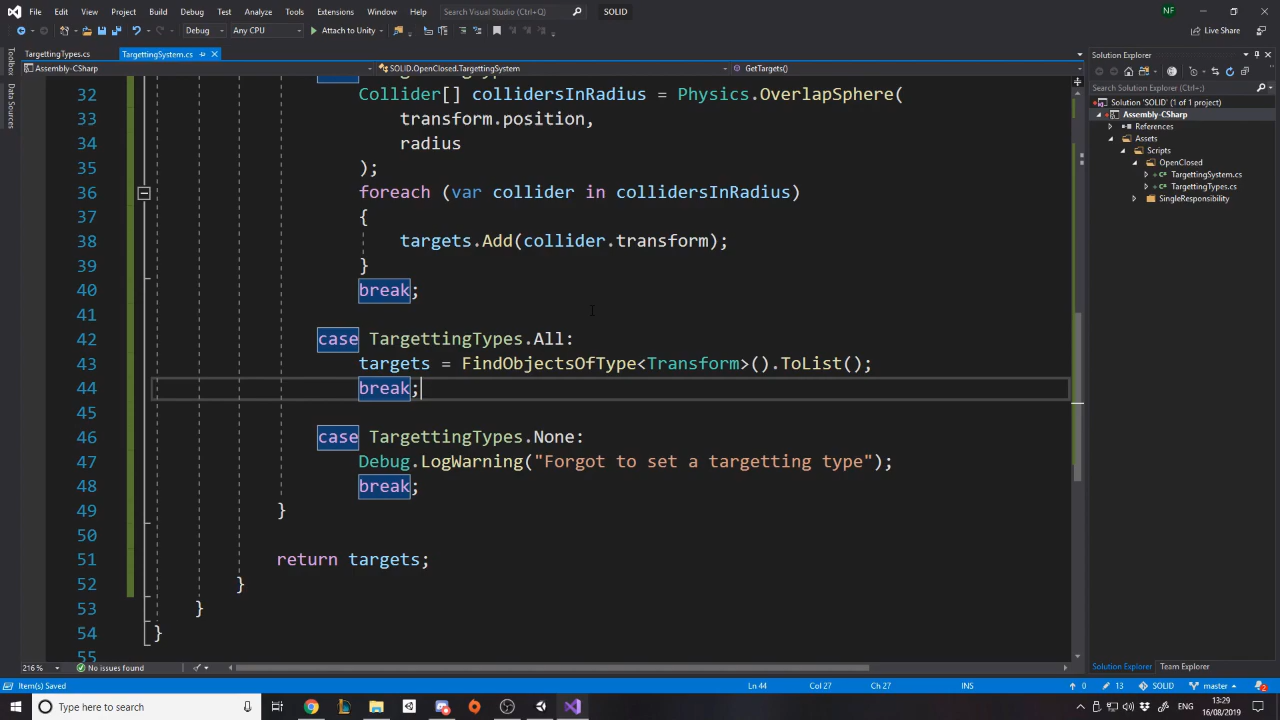 File Edit View Project Build Debug Test Analyze Tools Extensions Window Help Search Visual Studio SOLID NF
Debug Any CPU Attach to Unity Live Share
TargettingTypes.cs TargettingSystem.cs Solution Explorer
Assembly-CSharp SOLID.OpenClosed.TargettingSystem GetTargets()
Toolbox
Data Sources
Search Solution Explorer
Solution 'SOLID' (1 of 1 project)
Assembly-CSharp
References
Assets
Scripts
OpenClosed
TargettingSystem.cs
TargettingTypes.cs
SingleResponsibility
32 Collider[] collidersInRadius = Physics.OverlapSphere(
33 transform.position,
34 radius
35 );
36 foreach (var collider in collidersInRadius)
37 {
38 targets.Add(collider.transform);
39 }
40 break;
41
42 case TargettingTypes.All:
43 targets = FindObjectsOfType<Transform>().ToList();
44 break;
45
46 case TargettingTypes.None:
47 Debug.LogWarning("Forgot to set a targetting type");
48 break;
49 }
50
51 return targets;
52 }
53 }
54 }
55
216 % No issues found Solution Explorer Team Explorer
Item(s) Saved Ln 44 Col 27 Ch 27 INS 0 13 SOLID master 2
Type here to search 13:29
16/08/2019